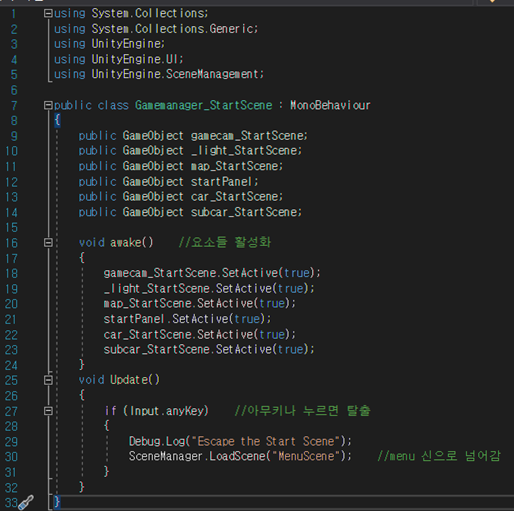 1 using System.Collections;
2 using System.Collections.Generic;
3 using UnityEngine;
4 using UnityEngine.UI;
5 using UnityEngine.SceneManagement;
6
7 public class Gamemanager_StartScene : MonoBehaviour
8 {
9 public GameObject gamecam_StartScene;
10 public GameObject _light_StartScene;
11 public GameObject map_StartScene;
12 public GameObject startPanel;
13 public GameObject car_StartScene;
14 public GameObject subcar_StartScene;
15
16 void awake() //요소들 활성화
17 {
18 gamecam_StartScene.SetActive(true);
19 _light_StartScene.SetActive(true);
20 map_StartScene.SetActive(true);
21 startPanel.SetActive(true);
22 car_StartScene.SetActive(true);
23 subcar_StartScene.SetActive(true);
24 }
25 void Update()
26 {
27 if (Input.anyKey) //아무키나 누르면 탈출
28 {
29 Debug.Log("Escape the Start Scene");
30 SceneManager.LoadScene("MenuScene"); //menu 신으로 넘어감
31 }
32 }
33 }